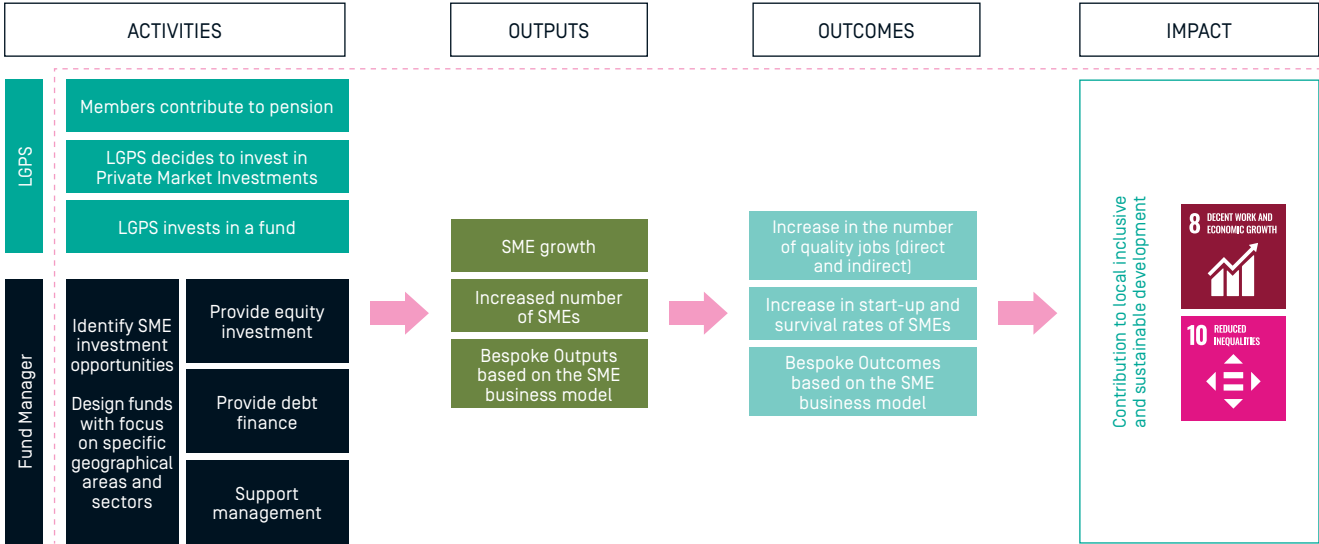 ACTIVITIES
OUTPUTS
OUTCOMES
IMPACT
LGPS
Members contribute to pension
LGPS decides to invest in
Private Market Investments
LGPS invests in a fund
Fund Manager
Identify SME
investment
opportunities
Design funds
with focus
on specific
geographical
areas and
sectors
Provide equity
investment
Provide debt
finance
Support
management
SME growth
Increased number
of SMEs
Bespoke Outputs
based on the SME
business model
Increase in the number
of quality jobs (direct
and indirect)
Increase in start-up and
survival rates of SMEs
Bespoke Outcomes
based on the SME
business model
Contribution to local inclusive
and sustainable development
8 DECENT WORK AND
ECONOMIC GROWTH
10 REDUCED
INEQUALITIES